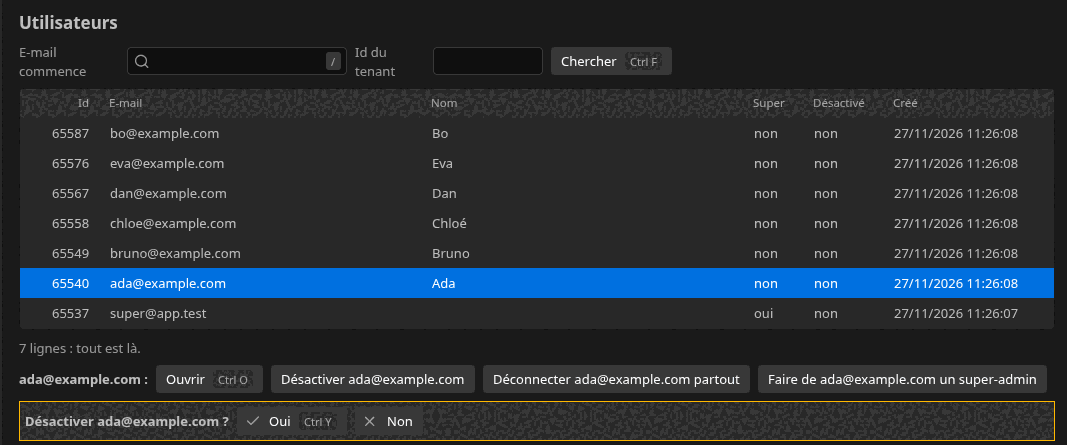 Utilisateurs
E-mail commence / Id du tenant Chercher Ctrl F
Id E-mail Nom Super Désactivé Créé
65587 bo@example.com Bo non non 27/11/2026 11:26:08
65576 eva@example.com Eva non non 27/11/2026 11:26:08
65567 dan@example.com Dan non non 27/11/2026 11:26:08
65558 chloe@example.com Chloé non non 27/11/2026 11:26:08
65549 bruno@example.com Bruno non non 27/11/2026 11:26:08
65540 ada@example.com Ada non non 27/11/2026 11:26:08
65537 super@app.test oui non 27/11/2026 11:26:07
7 lignes : tout est là.
ada@example.com : Ouvrir Ctrl O Désactiver ada@example.com Déconnecter ada@example.com partout Faire de ada@example.com un super-admin
Désactiver ada@example.com ? Oui Ctrl Y Non